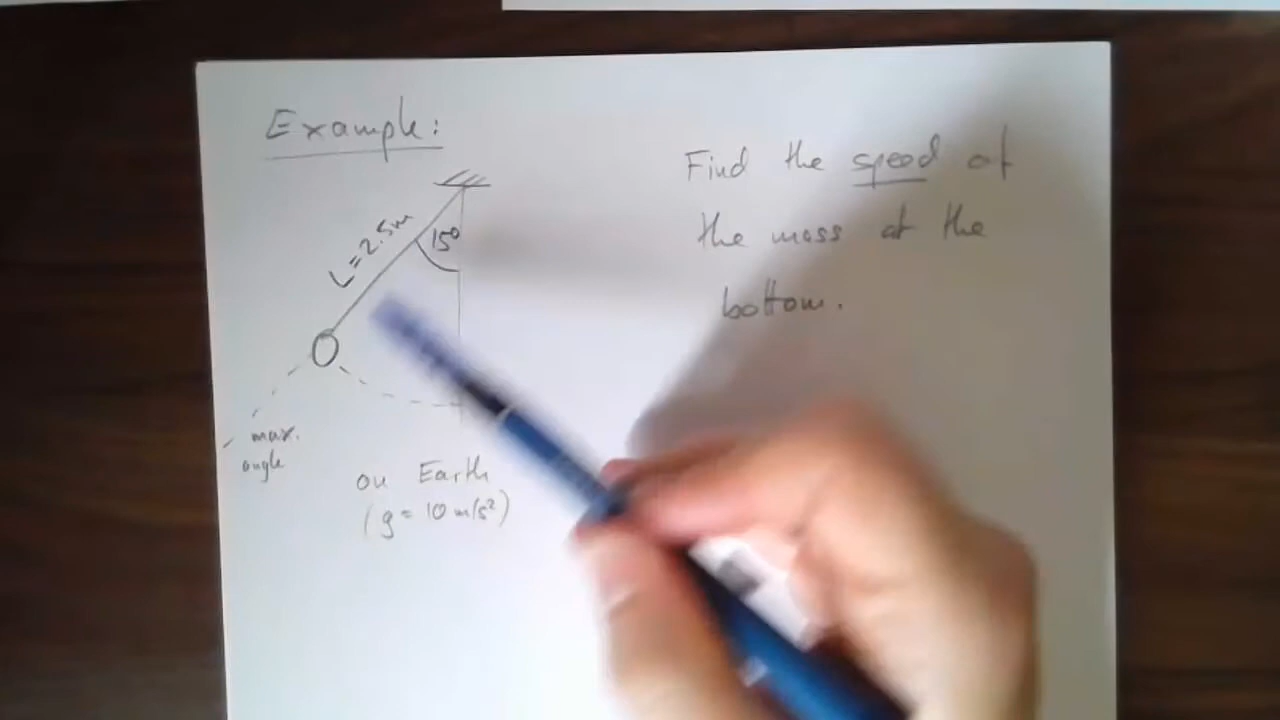 Example:
L=2.5m
15°
max.
angle
on Earth
(g = 10 m/s²)
Find the speed of
the mass at the
bottom.